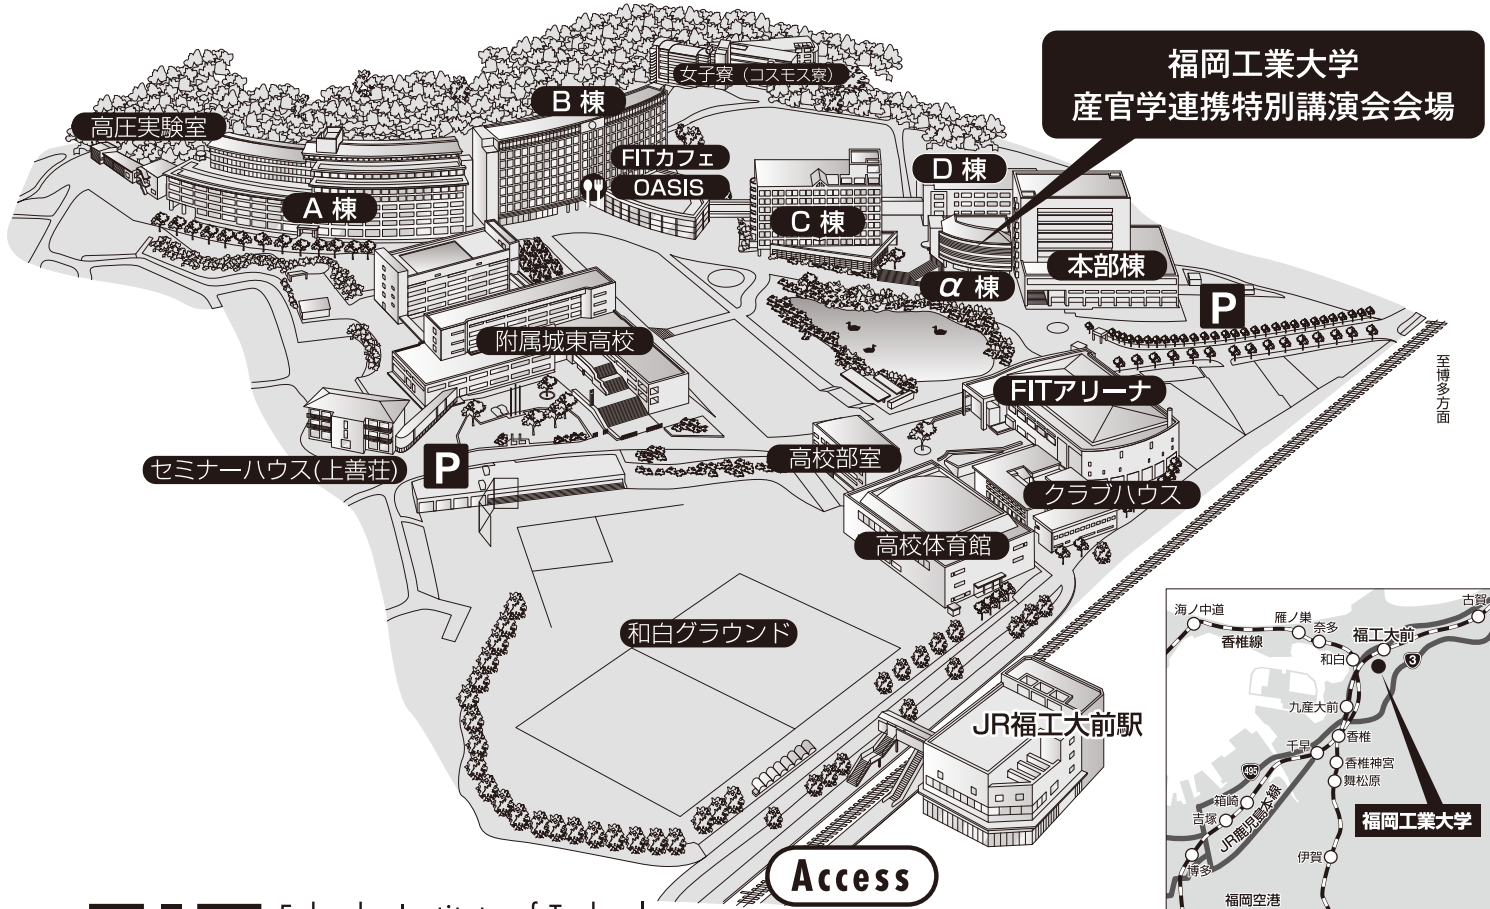 福岡工業大学
産官学連携特別講演会会場
女子寮（コスモス寮）
B 棟
高圧実験室
FITカフェ
OASIS
D 棟
A 棟
C 棟
本部棟
α 棟
P
附属城東高校
至博多方面
FITアリーナ
高校部室
セミナーハウス(上善荘)
P
クラブハウス
高校体育館
和白グラウンド
JR福工大前駅
Access
海ノ中道
雁ノ巣
奈多
古賀
香椎線
福工大前
和白
3
九産大前
千早
香椎
香椎神宮
495
舞松原
箱崎
吉塚
JR鹿児島本線
福岡工業大学
博多
伊賀
福岡空港